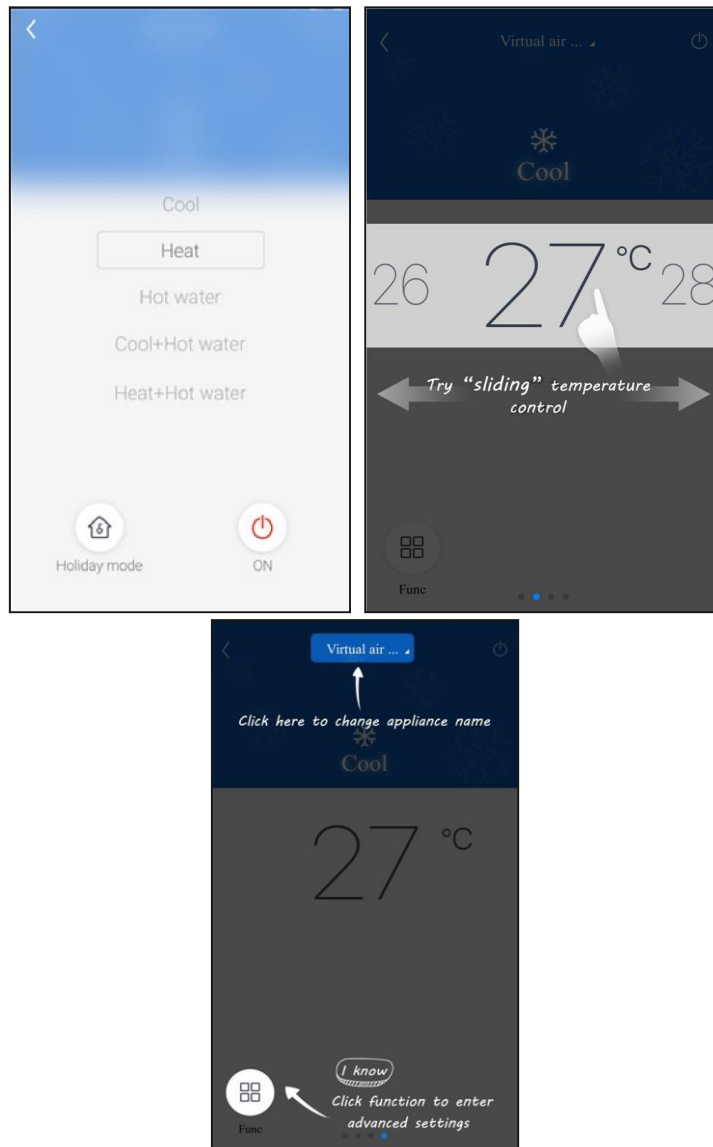 Cool
Heat
Hot water
Cool+Hot water
Heat+Hot water
Holiday mode
ON
Virtual air ...
Cool
26 27°C 28
Try “sliding” temperature
control
Func
Virtual air ...
Click here to change appliance name
Cool
27 °C
I know
Click function to enter
advanced settings
Func